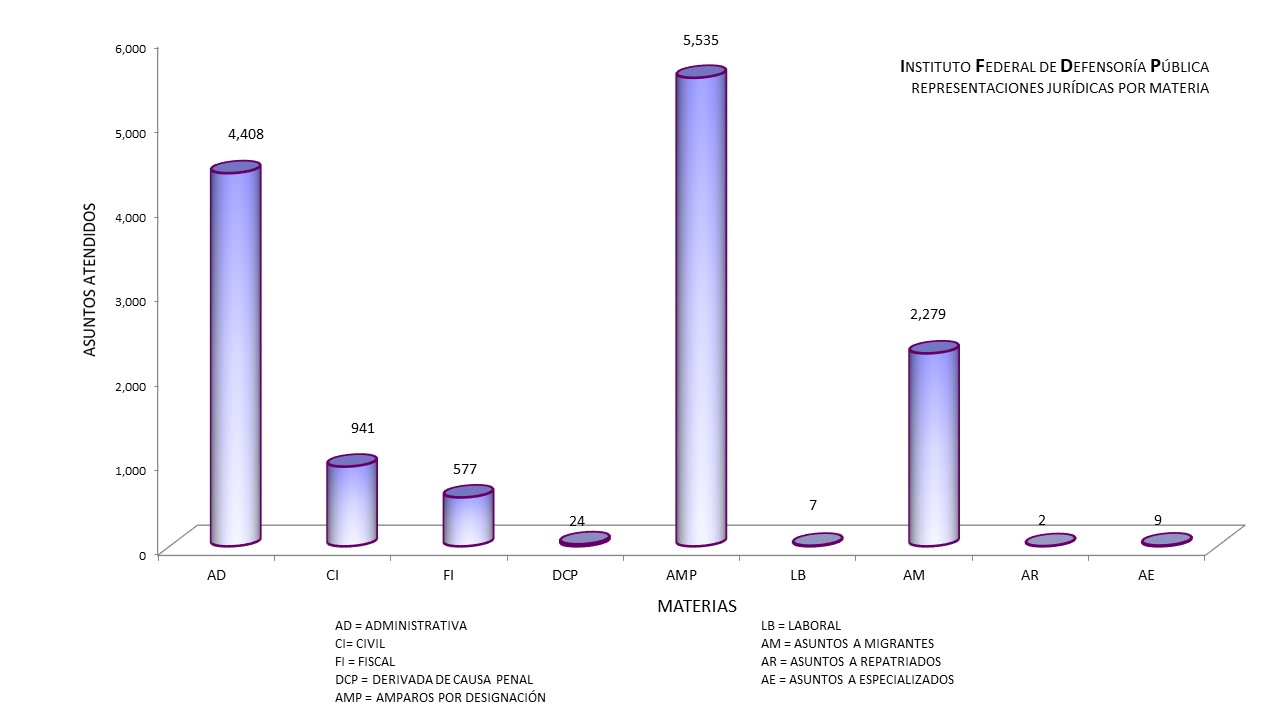 INSTITUTO FEDERAL DE DEFENSORÍA PÚBLICA
REPRESENTACIONES JURÍDICAS POR MATERIA
ASUNTOS ATENDIDOS
6,000
5,000
4,000
3,000
2,000
1,000
0
4,408
941
577
24
5,535
7
2,279
2
9
AD
CI
FI
DCP
AMP
LB
AM
AR
AE
MATERIAS
AD = ADMINISTRATIVA
CI= CIVIL
FI = FISCAL
DCP = DERIVADA DE CAUSA PENAL
AMP = AMPAROS POR DESIGNACIÓN
LB = LABORAL
AM = ASUNTOS A MIGRANTES
AR = ASUNTOS A REPATRIADOS
AE = ASUNTOS A ESPECIALIZADOS